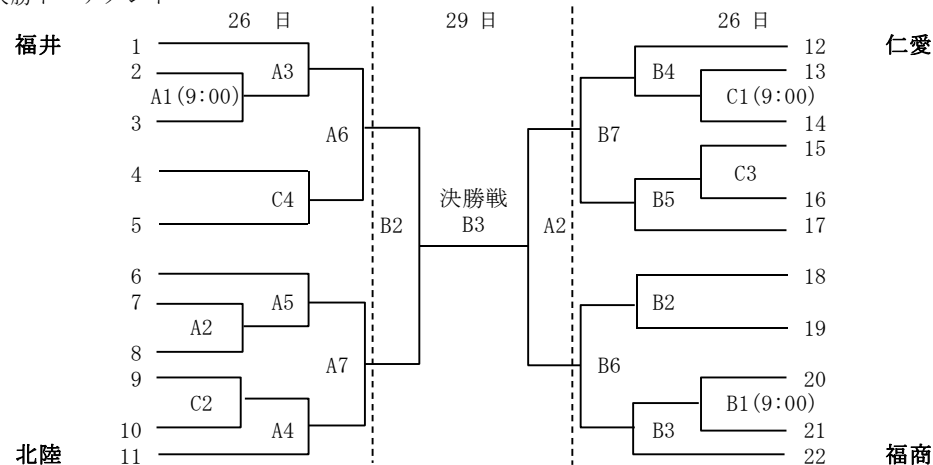 26 日 29 日 26 日
福井 1 12 仁愛
2 A3 B4 13
A1(9:00) C1(9:00)
3 14
A6 B7
15
4 C3
C4 決勝戦 B5 16
5 B2 B3 A2 17
6 18
7 A5 B2
A2 19
8
9 A7 B6 20
C2 B1(9:00)
10 A4 B3 21
北陸 11 22 福商